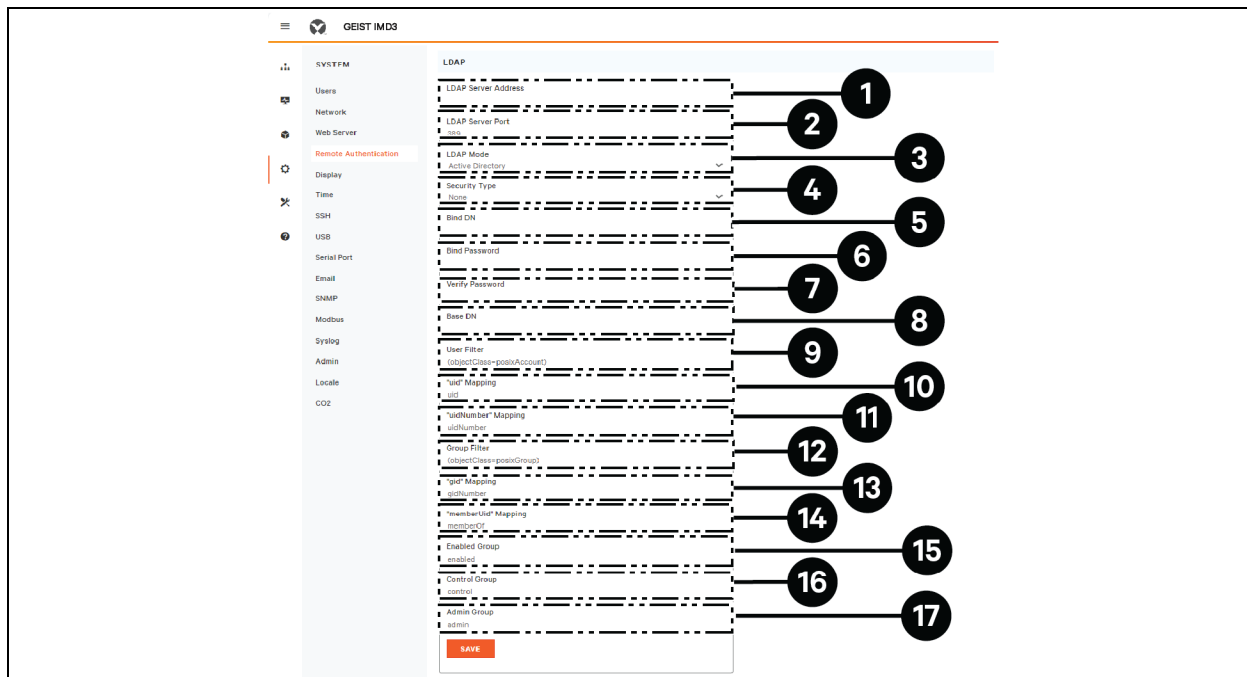 GEIST IMD3
SYSTEM
Users
Network
Web Server
Remote Authentication
Display
Time
SSH
USB
Serial Port
Email
SNMP
Modbus
Syslog
Admin
Locale
CO2
LDAP
LDAP Server Address
1
LDAP Server Port
389
2
LDAP Mode
Active Directory
3
Security Type
None
4
Bind DN
5
Bind Password
6
Verify Password
7
Base DN
8
User Filter
(objectClass=posixAccount)
9
"uid" Mapping
uid
10
"uidNumber" Mapping
uidNumber
11
Group Filter
(objectClass=posixGroup)
12
"gid" Mapping
gidNumber
13
"memberUid" Mapping
memberOf
14
Enabled Group
enabled
15
Control Group
control
16
Admin Group
admin
17
SAVE